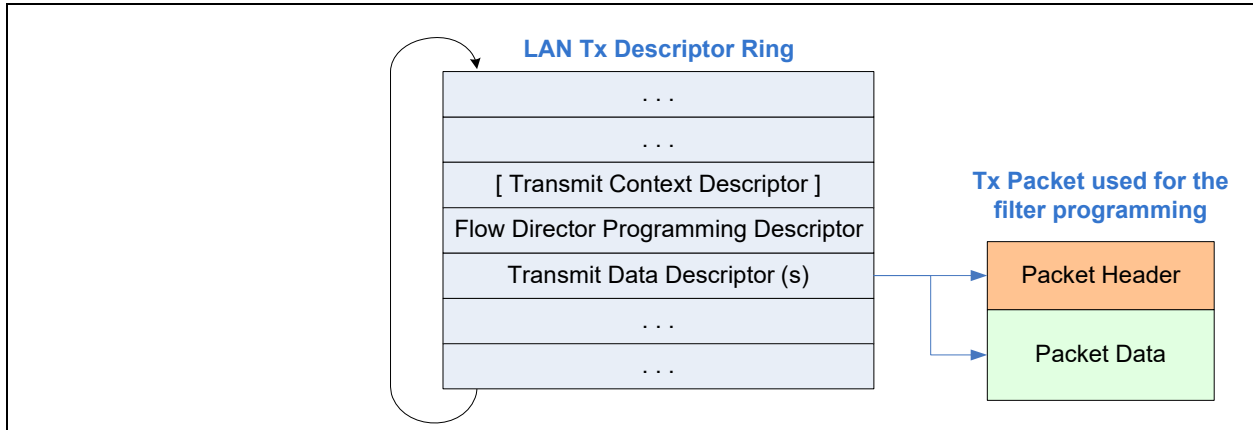 LAN Tx Descriptor Ring
. . .
. . .
[ Transmit Context Descriptor ]
Flow Director Programming Descriptor
Transmit Data Descriptor (s)
. . .
. . .
Tx Packet used for the
filter programming
Packet Header
Packet Data